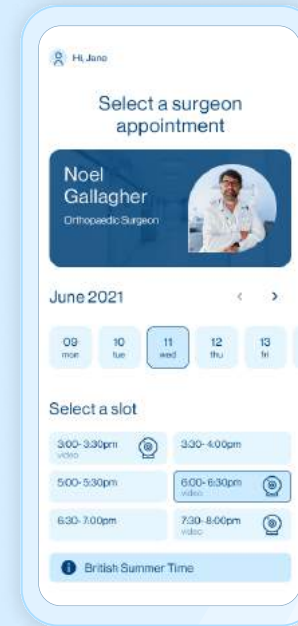 Hi, Jane
Select a surgeon
appointment
Noel
Gallagher
Orthopaedic Surgeon
June 2021
09 10 11 12 13
mon tue wed thu fri
Select a slot
3:00-3:30pm 3:30-4:00pm
video
5:00-5:30pm 6:00-6:30pm
video
6:30-7:00pm 7:30-8:00pm
video
British Summer Time